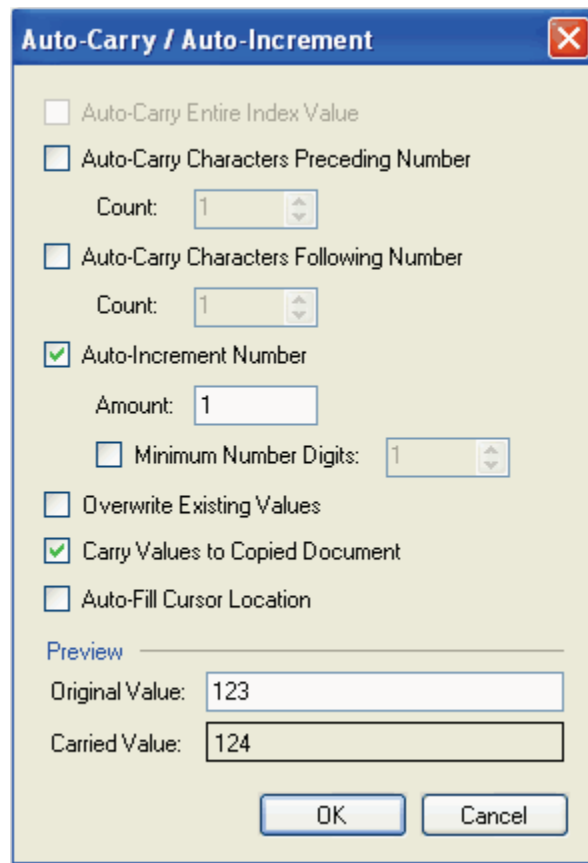 Auto-Carry / Auto-Increment
Auto-Carry Entire Index Value
Auto-Carry Characters Preceding Number
Count: 1
Auto-Carry Characters Following Number
Count: 1
Auto-Increment Number
Amount: 1
Minimum Number Digits: 1
Overwrite Existing Values
Carry Values to Copied Document
Auto-Fill Cursor Location
Preview
Original Value: 123
Carried Value: 124
OK Cancel